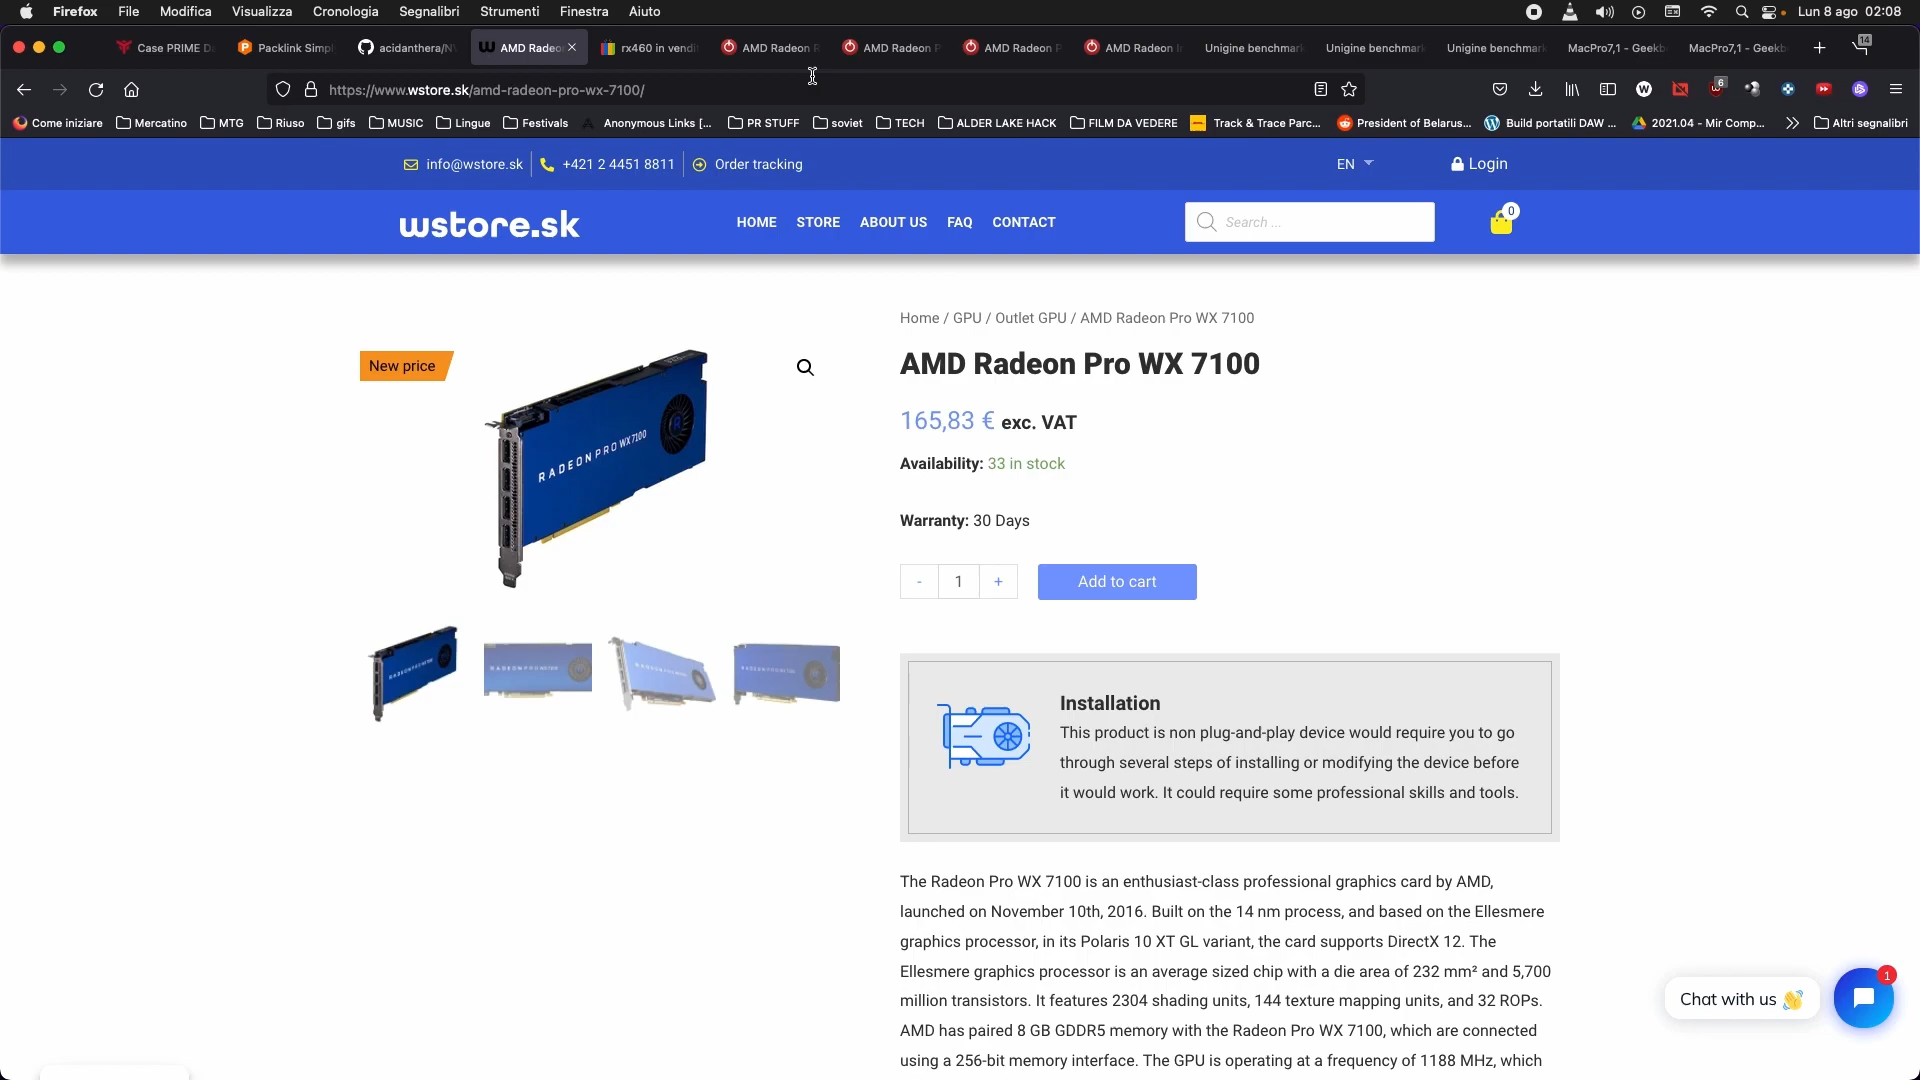 Firefox File Modifica Visualizza Cronologia Segnalibri Strumenti Finestra Aiuto Lun 8 ago 02:08
Case PRIME Packlink Simpl acidanthera/N AMD Radeo rx460 in vendi AMD Radeon AMD Radeon P AMD Radeon P AMD Radeon Unigine benchmar Unigine benchmar Unigine benchmar MacPro7,1 - Geekb MacPro7,1 - Geekb 14
https://www.wstore.sk/amd-radeon-pro-wx-7100/ 6
Come iniziare Mercatino MTG Riuso gifs MUSIC Lingue Festivals Anonymous Links [... PR STUFF soviet TECH ALDER LAKE HACK FILM DA VEDERE Track & Trace Parc... President of Belarus... Build portatili DAW ... 2021.04 - Mir Comp... Altri segnalibri
info@wstore.sk +421 2 4451 8811 Order tracking EN Login
wstore.sk HOME STORE ABOUT US FAQ CONTACT Search ... 0
Home / GPU / Outlet GPU / AMD Radeon Pro WX 7100
New price
RADEON PRO WX7100
AMD Radeon Pro WX 7100
165,83 € exc. VAT
Availability: 33 in stock
Warranty: 30 Days
- 1 + Add to cart
Installation
This product is non plug-and-play device would require you to go
through several steps of installing or modifying the device before
it would work. It could require some professional skills and tools.
The Radeon Pro WX 7100 is an enthusiast-class professional graphics card by AMD,
launched on November 10th, 2016. Built on the 14 nm process, and based on the Ellesmere
graphics processor, in its Polaris 10 XT GL variant, the card supports DirectX 12. The
Ellesmere graphics processor is an average sized chip with a die area of 232 mm² and 5,700
million transistors. It features 2304 shading units, 144 texture mapping units, and 32 ROPs.
AMD has paired 8 GB GDDR5 memory with the Radeon Pro WX 7100, which are connected
using a 256-bit memory interface. The GPU is operating at a frequency of 1188 MHz, which
Chat with us 👋 1